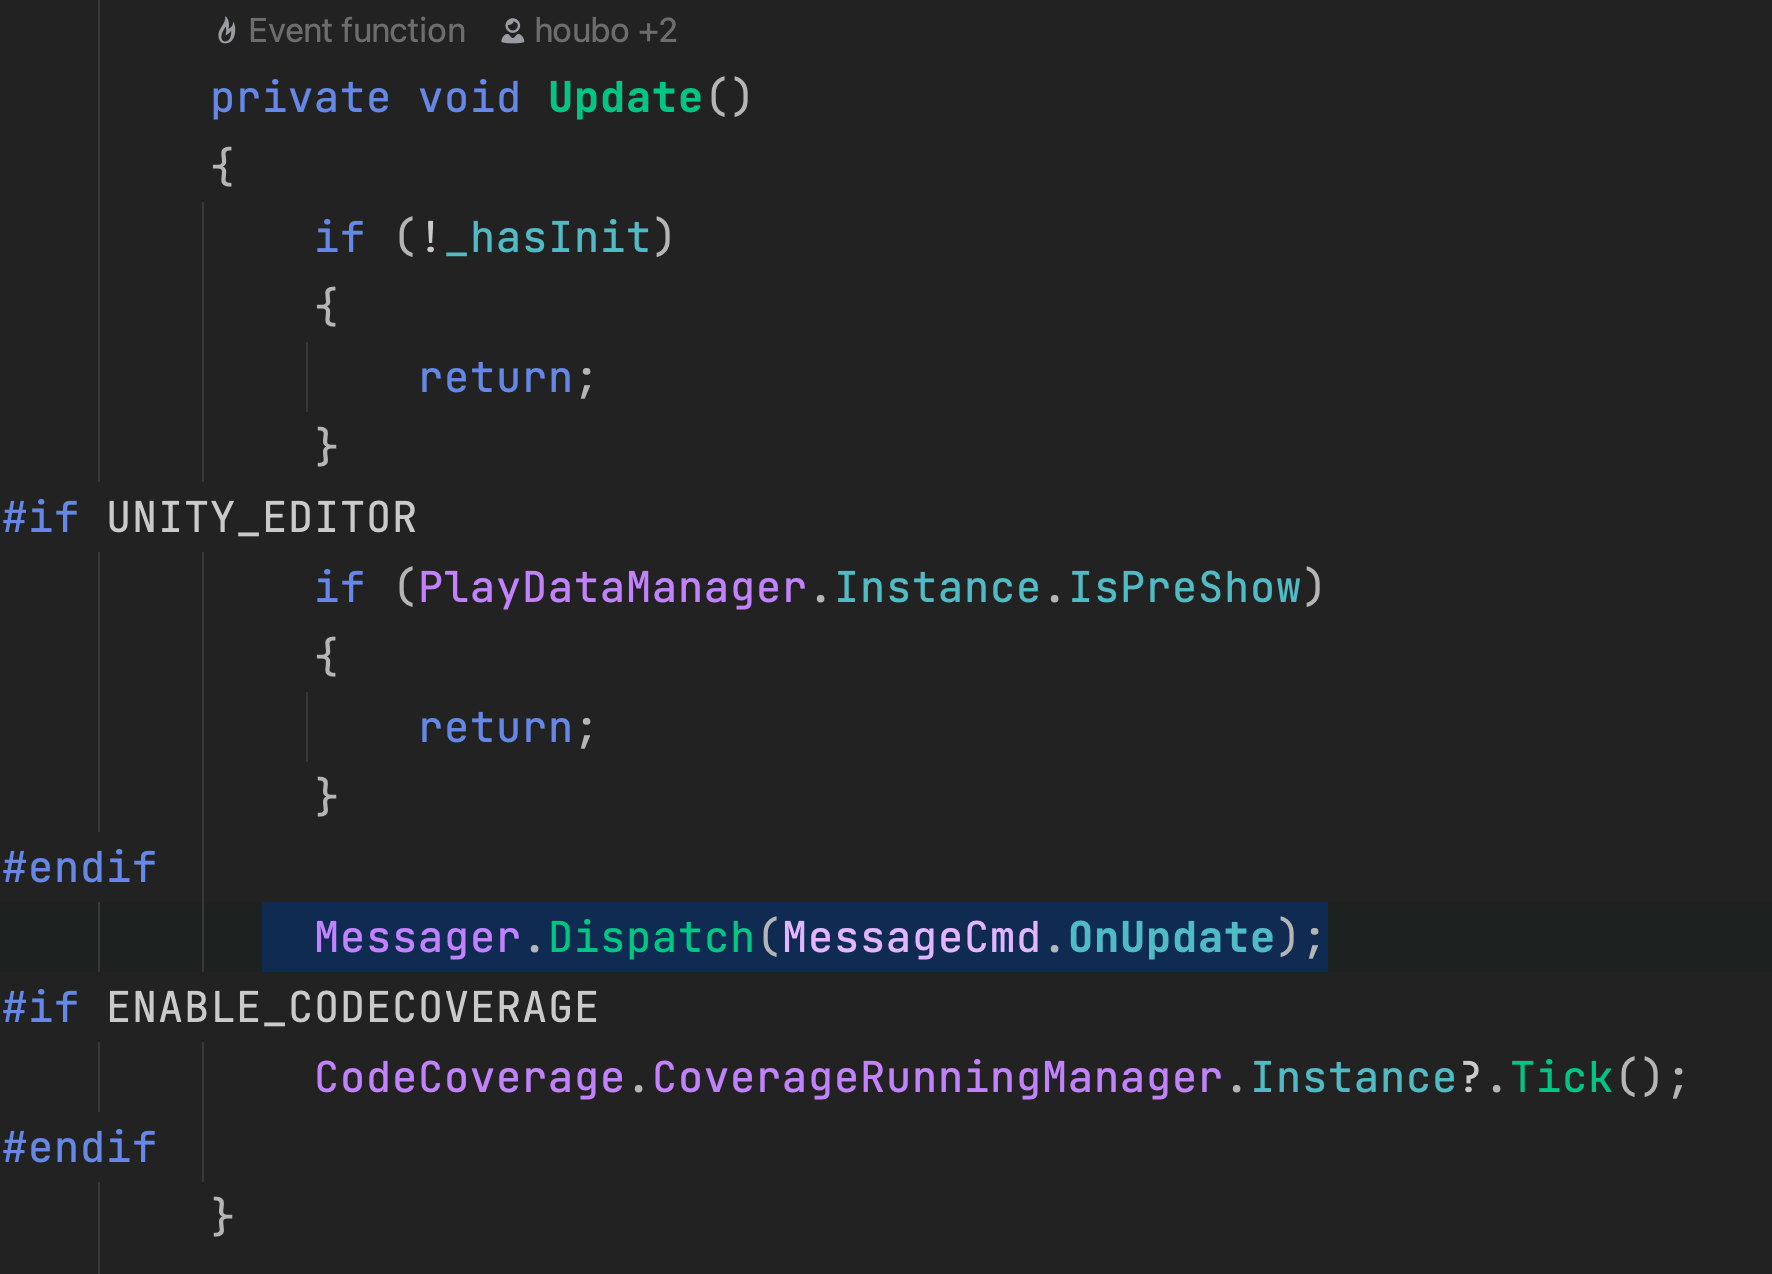 Event function houbo +2
private void Update()
{
if (!_hasInit)
{
return;
}
#if UNITY_EDITOR
if (PlayDataManager.Instance.IsPreShow)
{
return;
}
#endif
Messager.Dispatch(MessageCmd.OnUpdate);
#if ENABLE_CODECOVERAGE
CodeCoverage.CoverageRunningManager.Instance?.Tick();
#endif
}